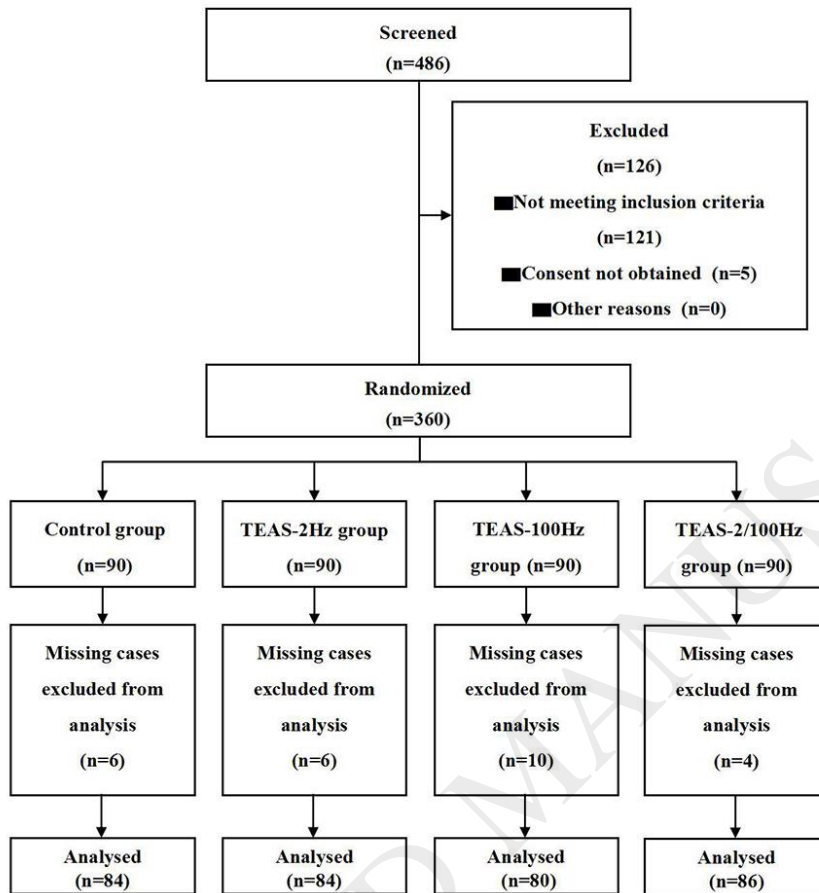 Screened
(n=486)
Excluded
(n=126)
Not meeting inclusion criteria
(n=121)
Consent not obtained (n=5)
Other reasons (n=0)
Randomized
(n=360)
Control group
(n=90)
TEAS-2Hz group
(n=90)
TEAS-100Hz
group (n=90)
TEAS-2/100Hz
group (n=90)
Missing cases
excluded from
analysis
(n=6)
Missing cases
excluded from
analysis
(n=6)
Missing cases
excluded from
analysis
(n=10)
Missing cases
excluded from
analysis
(n=4)
Analysed
(n=84)
Analysed
(n=84)
Analysed
(n=80)
Analysed
(n=86)
D MANUS